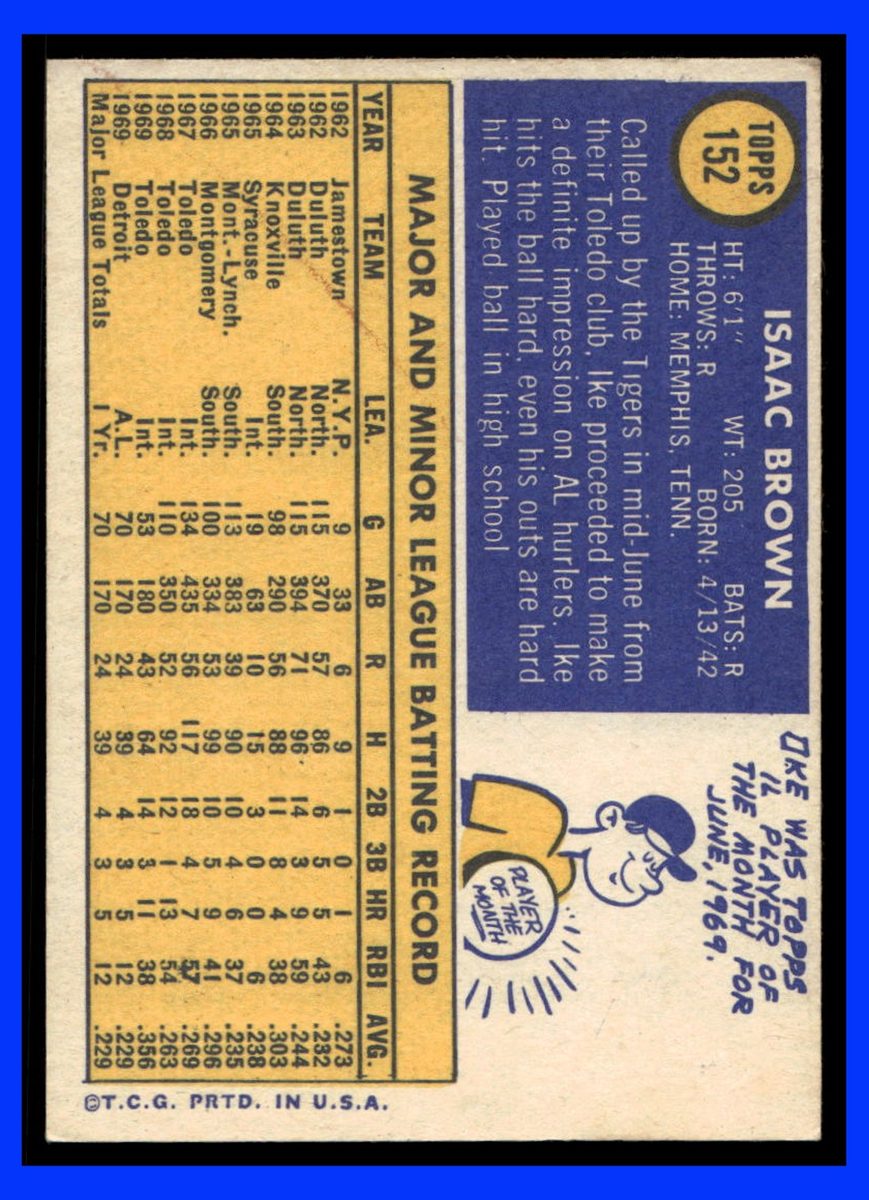 TOPPS
152
ISAAC BROWN
HT: 6'1" WT: 205 BATS: R
THROWS: R BORN: 4/13/42
HOME: MEMPHIS, TENN.
Called up by the Tigers in mid-June from
their Toledo club, Ike proceeded to make
a definite impression on AL hurlers. Ike
hits the ball hard, even his outs are hard
hit. Played ball in high school
IKE WAS TOPPS
IL PLAYER OF
THE MONTH FOR
JUNE, 1969.
PLAYER
OF THE
MONTH
MAJOR AND MINOR LEAGUE BATTING RECORD
YEAR TEAM LEA. G AB R H 2B 3B HR RBI AVG.
1962 Jamestown N.Y.P. 9 33 6 9 1 0 1 6 .273
1962 Duluth North. 115 370 57 86 6 5 5 43 .232
1963 Duluth North. 115 394 71 96 14 3 9 59 .244
1964 Knoxville South. 98 290 56 88 11 8 4 38 .303
1965 Syracuse Int. 19 63 10 15 3 0 0 6 .238
1965 Mont.-Lynch. South. 113 383 39 90 10 4 6 37 .235
1966 Montgomery South. 100 334 53 99 10 5 9 41 .296
1967 Toledo Int. 134 435 56 117 18 4 7 57 .269
1968 Toledo Int. 110 350 52 92 12 1 13 54 .263
1969 Toledo Int. 53 180 43 64 14 3 11 38 .356
1969 Detroit A.L. 70 170 24 39 4 3 5 12 .229
Major League Totals 1 Yr. 70 170 24 39 4 3 5 12 .229
©T.C.G. PRTD. IN U.S.A.